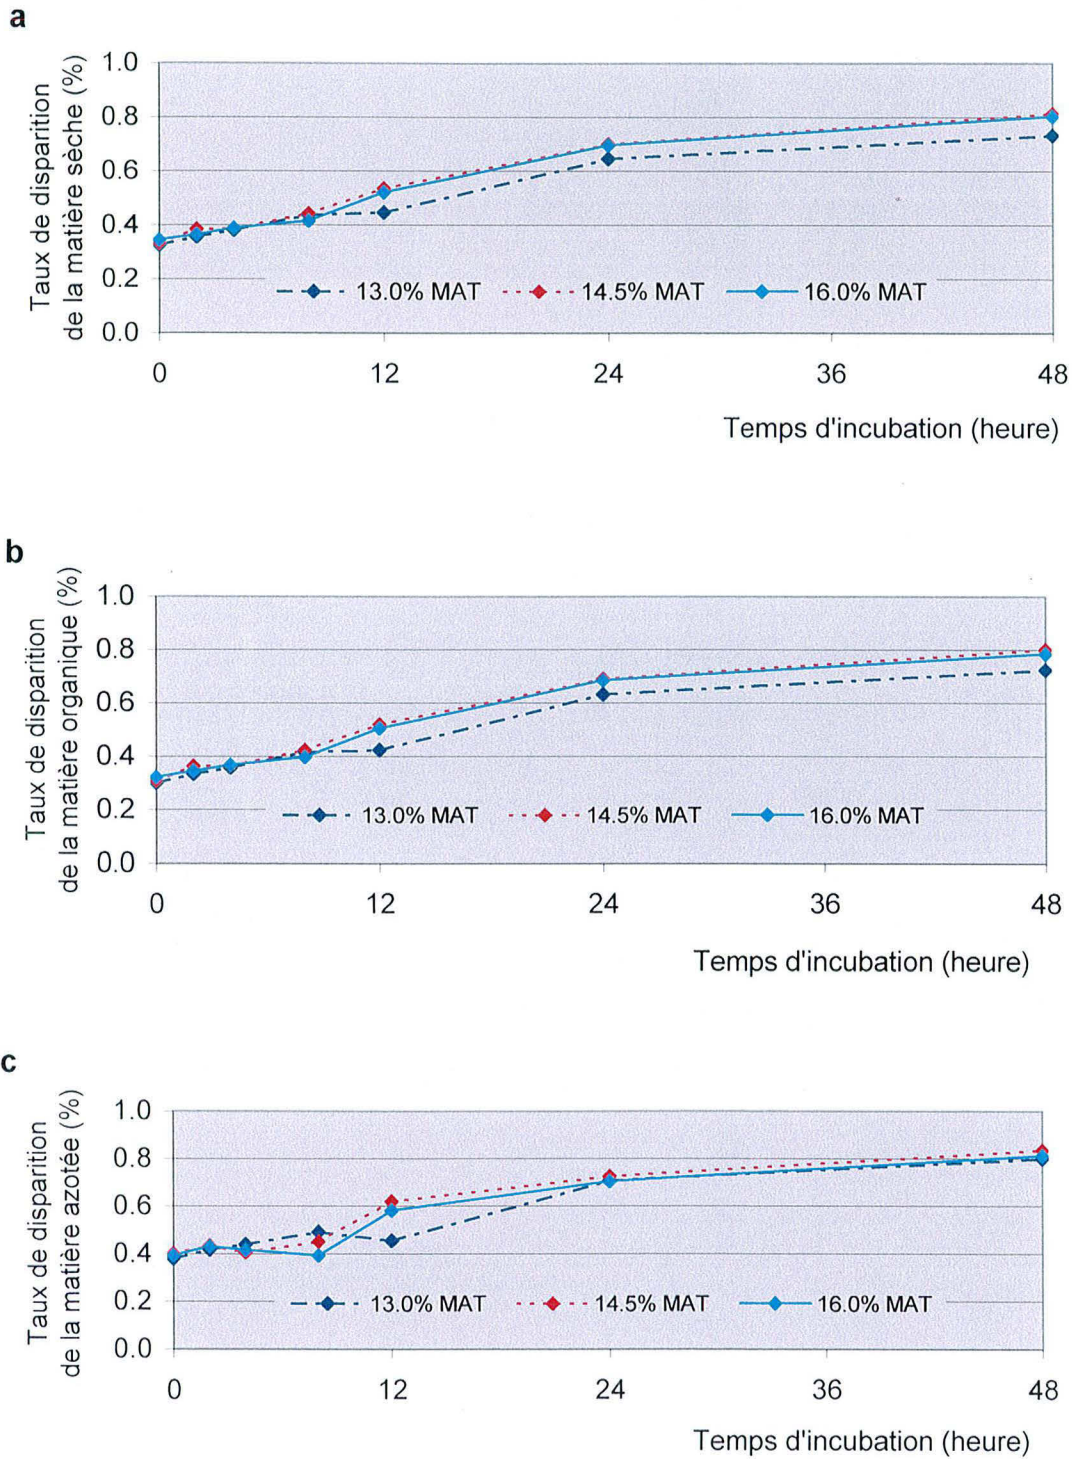 a
Taux de disparition
de la matière sèche (%)
1.0
0.8
0.6
0.4
0.2
0.0
13.0% MAT 14.5% MAT 16.0% MAT
0 12 24 36 48
Temps d'incubation (heure)
b
Taux de disparition
de la matière organique (%)
1.0
0.8
0.6
0.4
0.2
0.0
13.0% MAT 14.5% MAT 16.0% MAT
0 12 24 36 48
Temps d'incubation (heure)
c
Taux de disparition
de la matière azotée (%)
1.0
0.8
0.6
0.4
0.2
0.0
13.0% MAT 14.5% MAT 16.0% MAT
0 12 24 36 48
Temps d'incubation (heure)